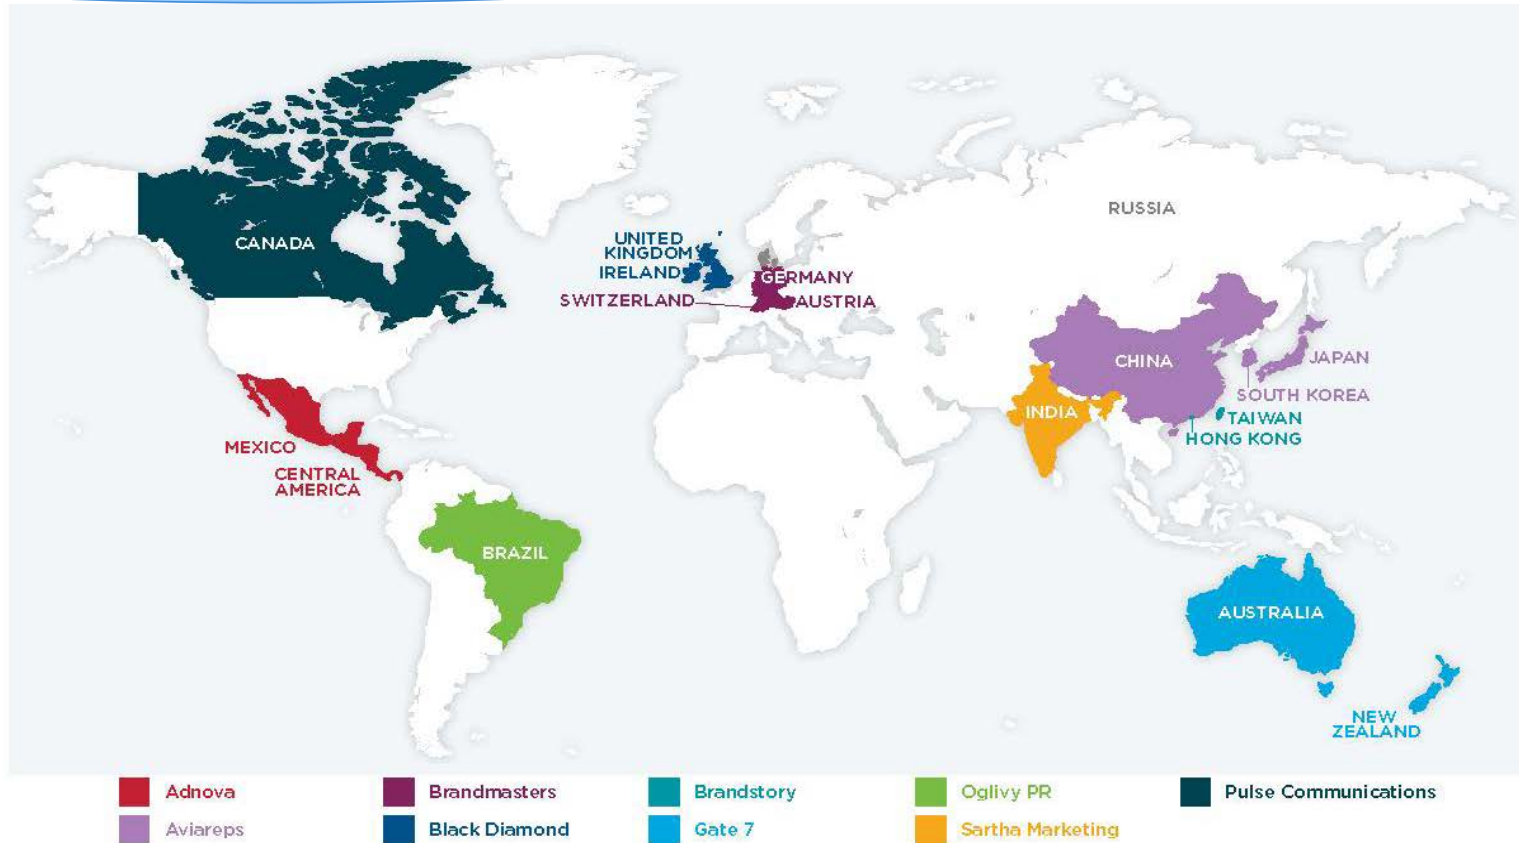 RUSSIA
CANADA
UNITED
KINGDOM
IRELAND
GERMANY
SWITZERLAND
AUSTRIA
CHINA
JAPAN
SOUTH KOREA
INDIA
TAIWAN
HONG KONG
MEXICO
CENTRAL
AMERICA
BRAZIL
AUSTRALIA
NEW
ZEALAND
Adnova
Brandmasters
Brandstory
Oglivy PR
Pulse Communications
Aviareps
Black Diamond
Gate 7
Sartha Marketing